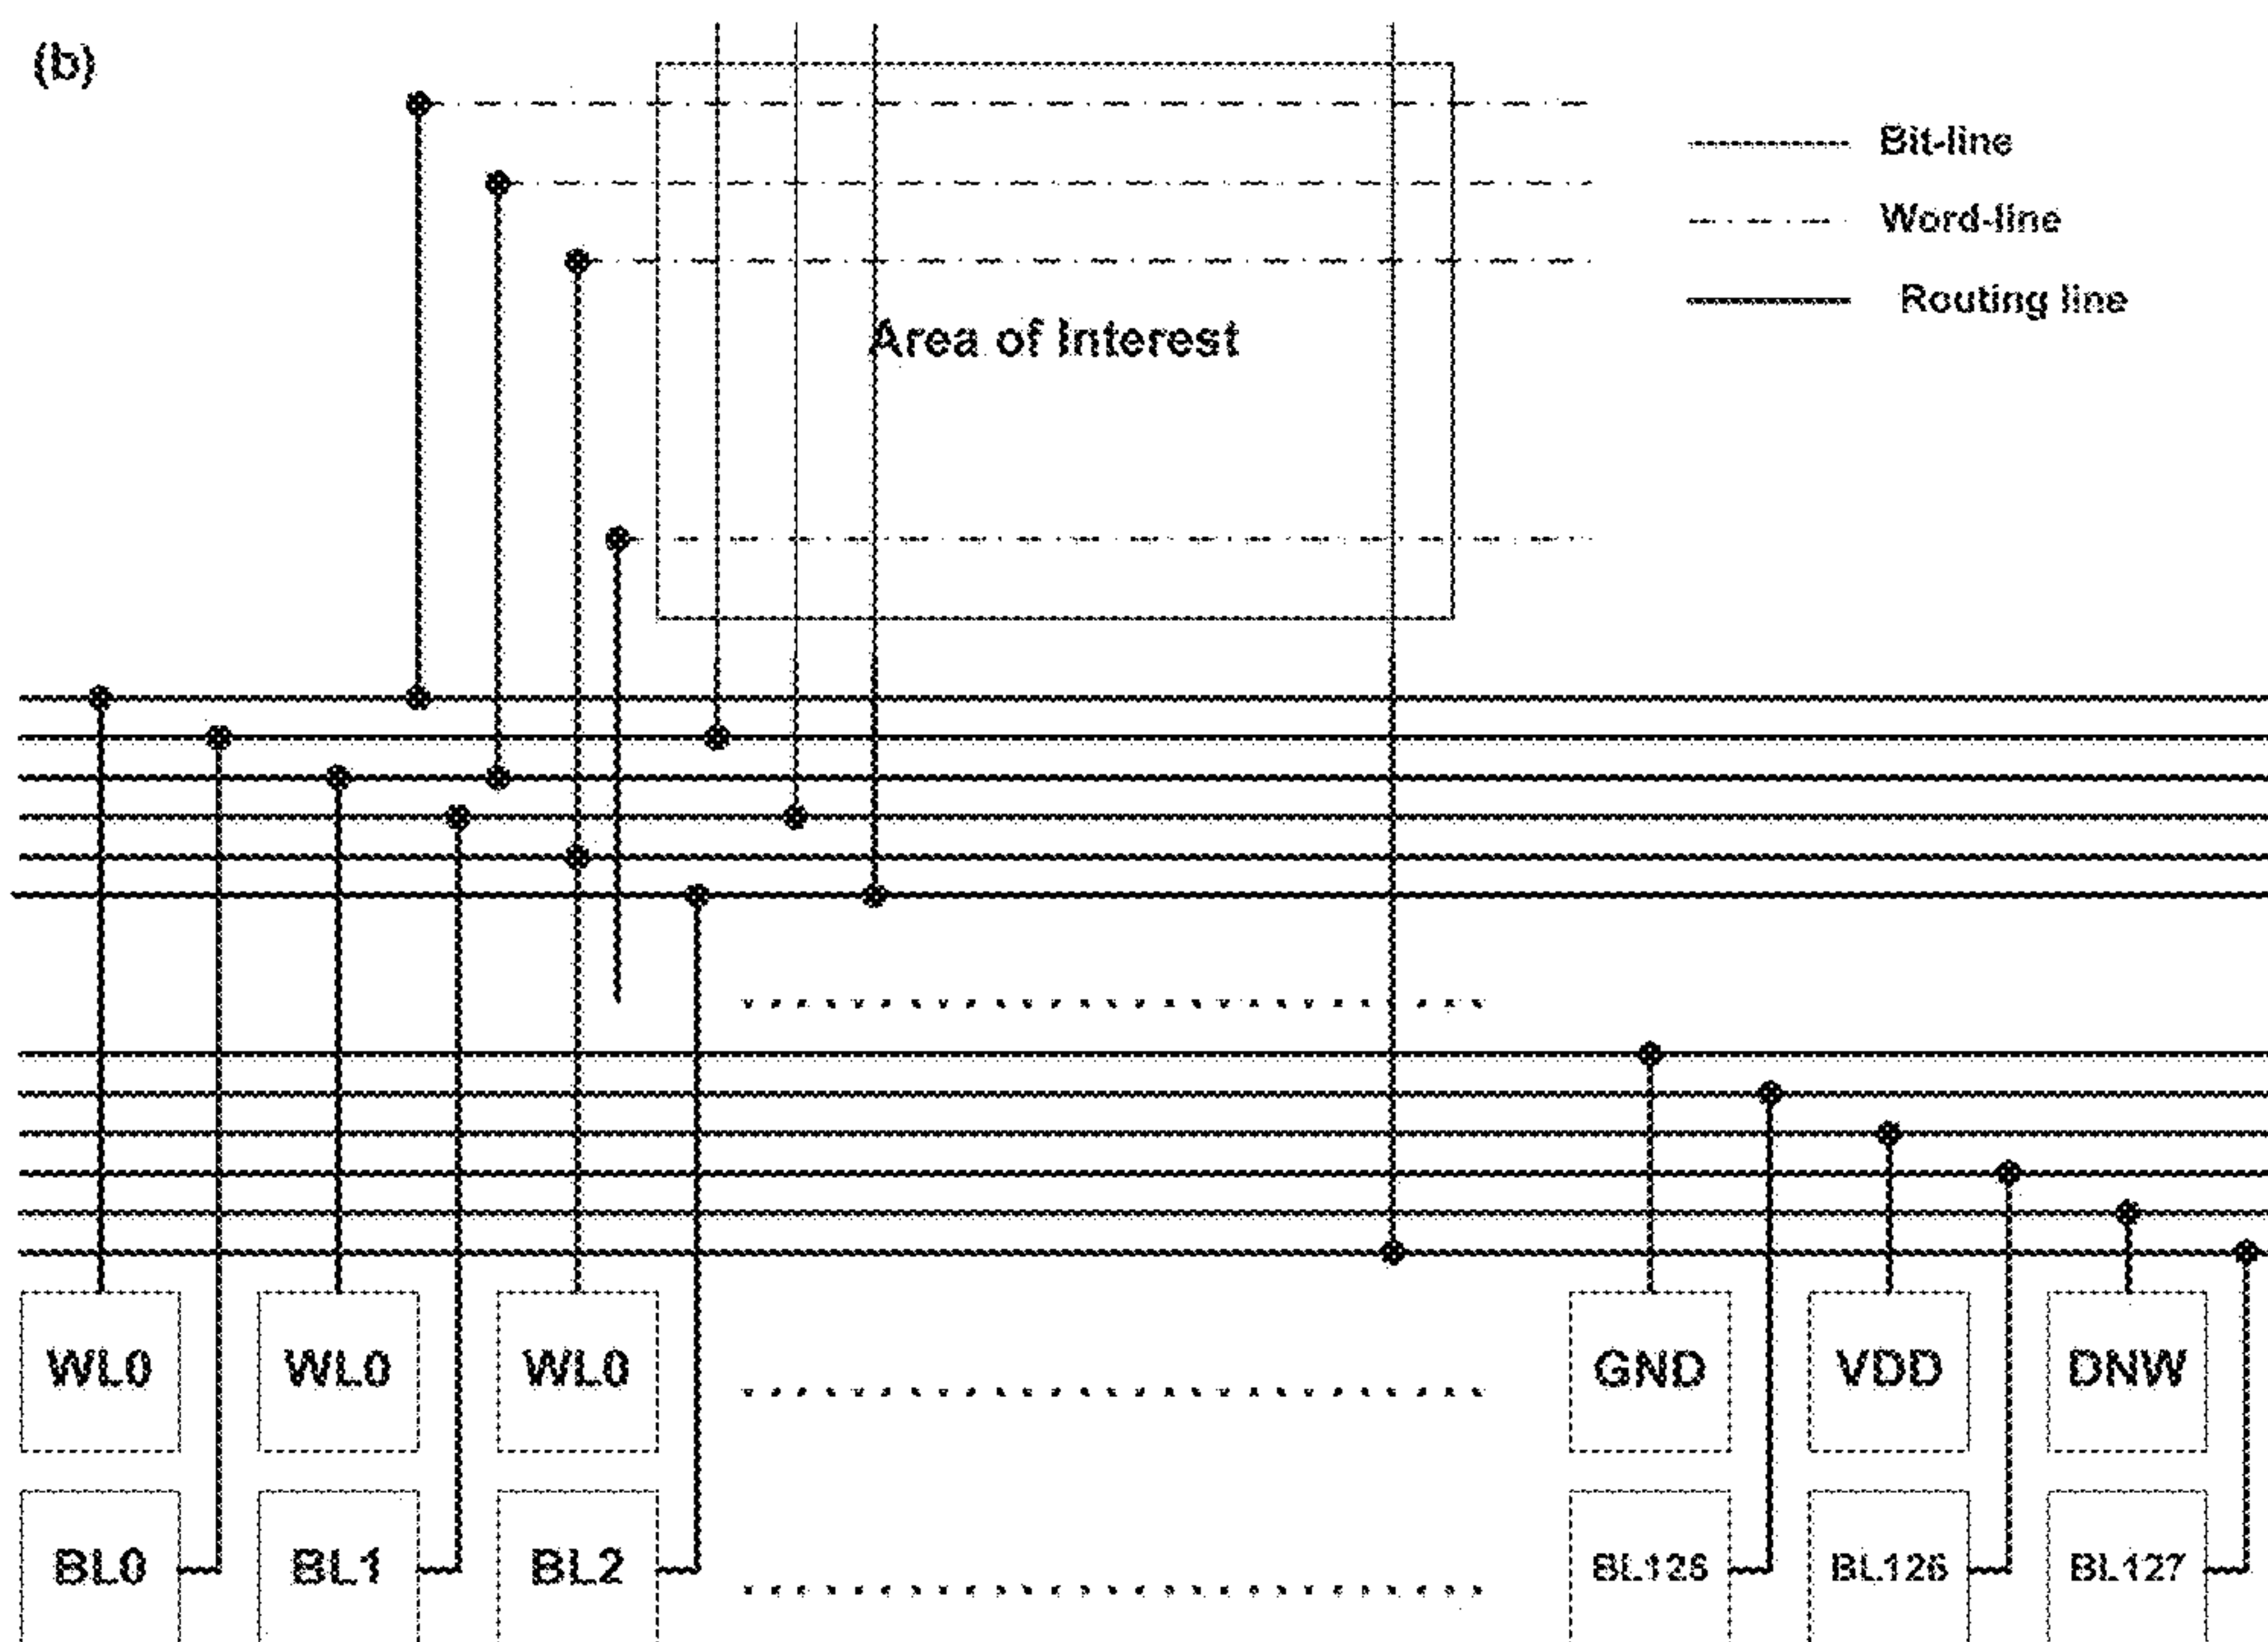 (b)
Bit-line
Word-line
Routing line
Area of Interest
WL0 WL0 WL0 GND VDD DNW
BL0 BL1 BL2 BL125 BL126 BL127